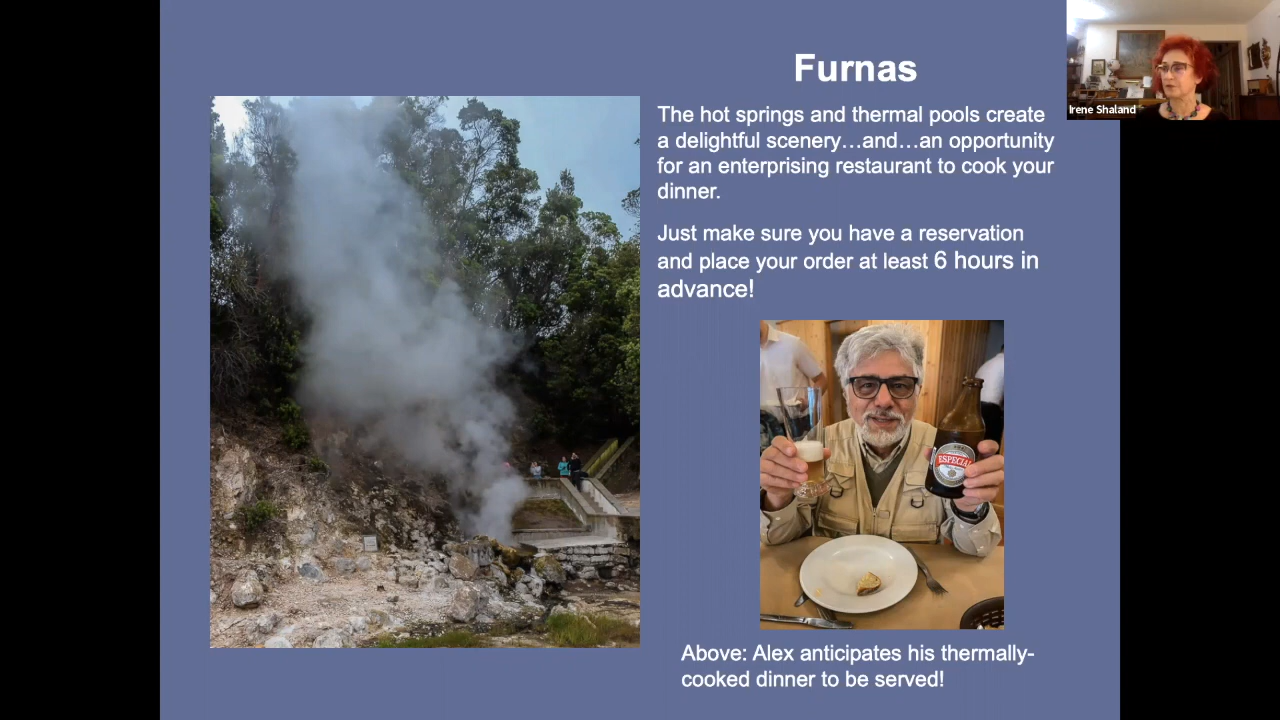 Furnas
Irene Shaland
The hot springs and thermal pools create
a delightful scenery…and…an opportunity
for an enterprising restaurant to cook your
dinner.
Just make sure you have a reservation
and place your order at least 6 hours in
advance!
ESPECIAL
Above: Alex anticipates his thermally-
cooked dinner to be served!